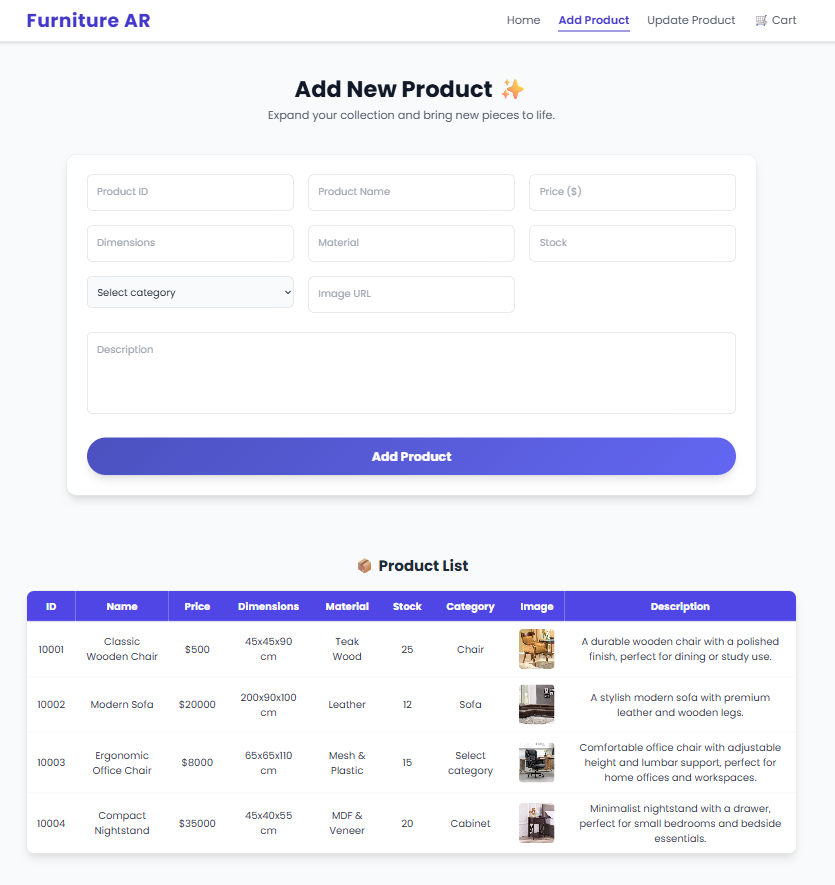 Furniture AR
Home Add Product Update Product 🛒 Cart
Add New Product ✨
Expand your collection and bring new pieces to life.
Product ID Product Name Price ($)
Dimensions Material Stock
Select category Image URL
Description
Add Product
📦 Product List
ID Name Price Dimensions Material Stock Category Image Description
10001 Classic Wooden Chair $500 45x45x90 cm Teak Wood 25 Chair A durable wooden chair with a polished finish, perfect for dining or study use.
10002 Modern Sofa $20000 200x90x100 cm Leather 12 Sofa A stylish modern sofa with premium leather and wooden legs.
10003 Ergonomic Office Chair $8000 65x65x110 cm Mesh & Plastic 15 Select category Comfortable office chair with adjustable height and lumbar support, perfect for home offices and workspaces.
10004 Compact Nightstand $35000 45x40x55 cm MDF & Veneer 20 Cabinet Minimalist nightstand with a drawer, perfect for small bedrooms and bedside essentials.